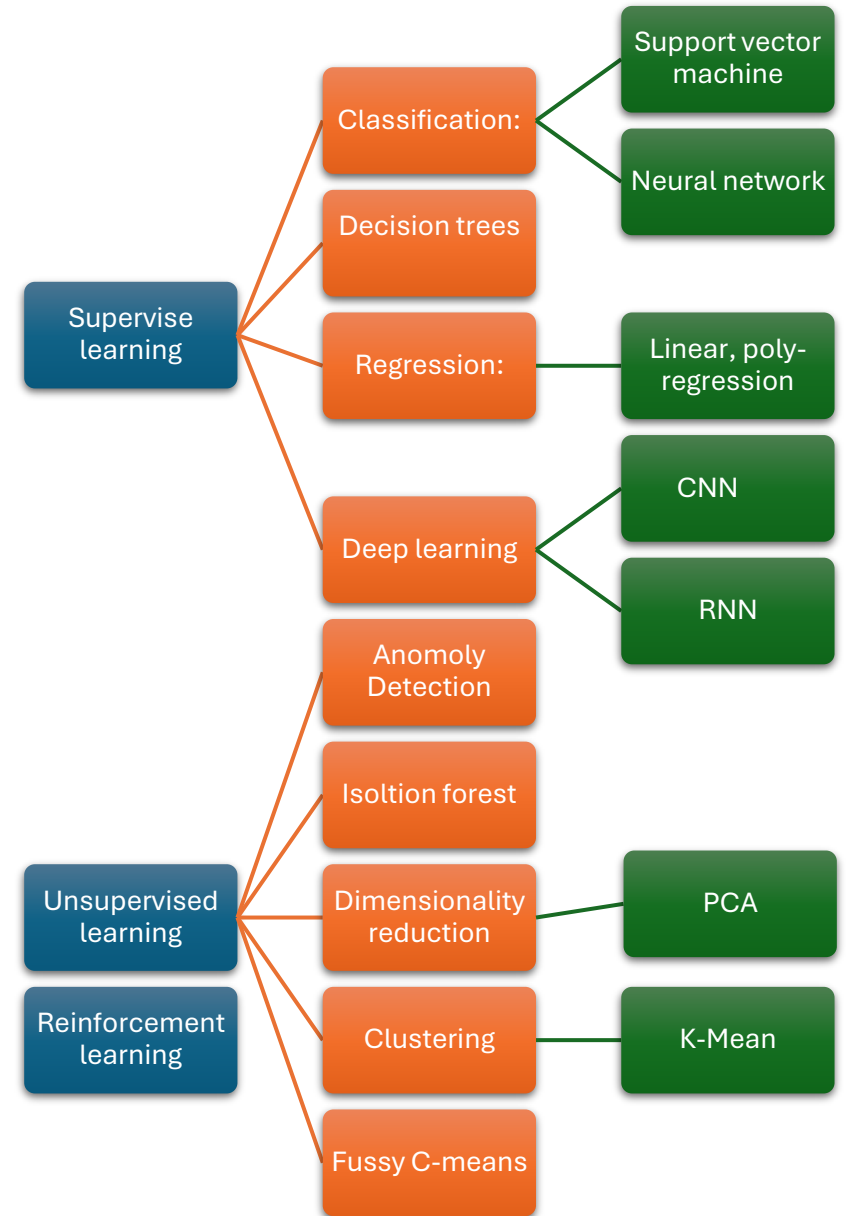 Support vector
machine
Classification:
Neural network
Decision trees
Supervise
learning
Regression:
Linear, poly-
regression
CNN
Deep learning
RNN
Anomoly
Detection
Isoltion forest
Unsupervised
learning
Dimensionality
reduction
PCA
Reinforcement
learning
Clustering
K-Mean
Fussy C-means